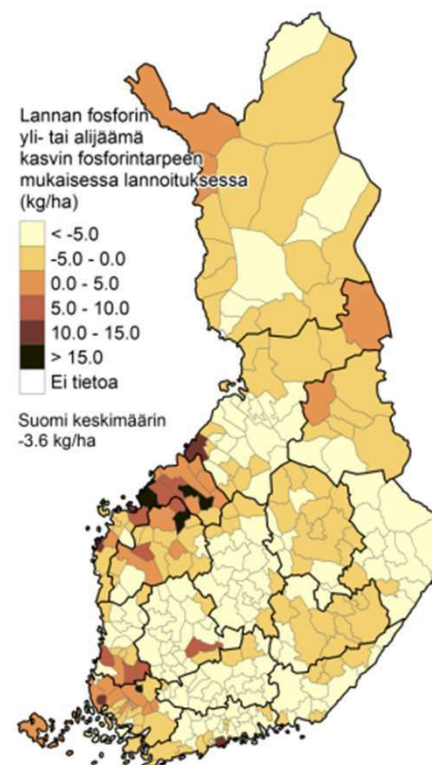 Lannan fosforin
yli- tai alijäämä
kasvin fosforintarpeen
mukaisessa lannoituksessa
(kg/ha)
< -5.0
-5.0 - 0.0
0.0 - 5.0
5.0 - 10.0
10.0 - 15.0
> 15.0
Ei tietoa
Suomi keskimäärin
-3.6 kg/ha